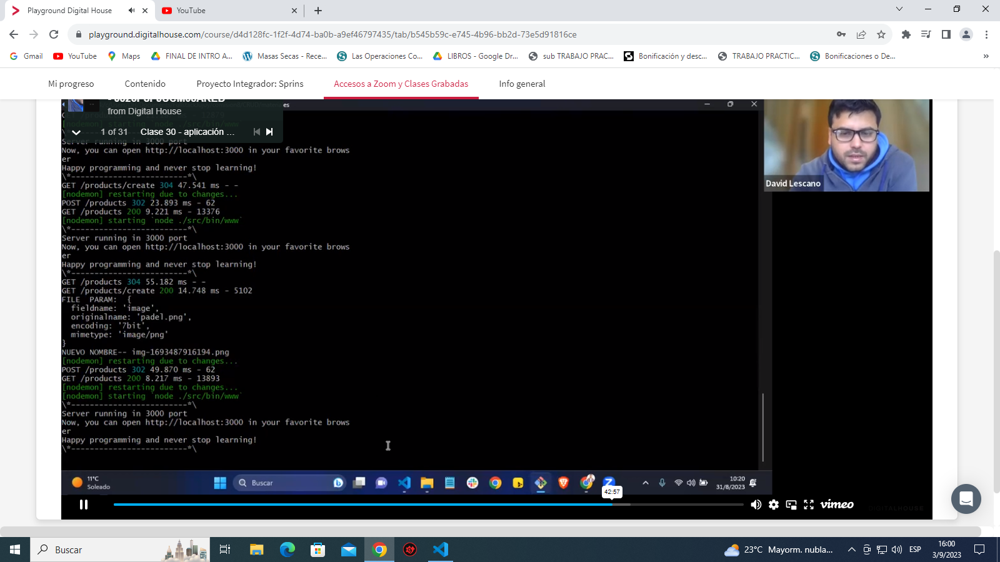 Playground Digital House
YouTube
playground.digitalhouse.com/course/d4d128fc-1f2f-4d74-ba0b-a9ef46797435/tab/b545b59c-e745-4b96-bb2d-73e5d91816ce
Gmail
YouTube
Maps
FINAL DE INTRO A...
Masas Secas - Rece...
Las Operaciones Co...
LIBROS - Google Dr...
sub TRABAJO PRAC...
Bonificación y desc...
TRABAJO PRACTIC...
Bonificaciones o De...
»
Mi progreso
Contenido
Proyecto Integrador: Sprins
Accesos a Zoom y Clases Grabadas
Info general
from Digital House
1 of 31
Clase 30 - aplicación ...
Server running in 3000 port
Now, you can open http://localhost:3000 in your favorite brows
er
Happy programming and never stop learning!
\*-------------------------*\
GET /products/create 304 47.541 ms - -
[nodemon] restarting due to changes...
POST /products 302 23.893 ms - 62
GET /products 200 9.221 ms - 13376
[nodemon] starting `node ./src/bin/www`
\*-------------------------*\
Server running in 3000 port
Now, you can open http://localhost:3000 in your favorite brows
er
Happy programming and never stop learning!
\*-------------------------*\
GET /products 304 55.182 ms - -
GET /products/create 200 14.748 ms - 5102
FILE PARAM: {
fieldname: 'image',
originalname: 'padel.png',
encoding: '7bit',
mimetype: 'image/png'
}
NUEVO NOMBRE-- img-1693487916194.png
[nodemon] restarting due to changes...
POST /products 302 49.870 ms - 62
GET /products 200 8.217 ms - 13893
[nodemon] restarting due to changes...
[nodemon] starting `node ./src/bin/www`
\*-------------------------*\
Server running in 3000 port
Now, you can open http://localhost:3000 in your favorite brows
er
Happy programming and never stop learning!
\*-------------------------*\
David Lescano
11°C
Soleado
Buscar
10:20
31/8/2023
42:57
vimeo
DIGITALHOUSE
Buscar
23°C Mayorm. nubla...
ESP
16:00
3/9/2023